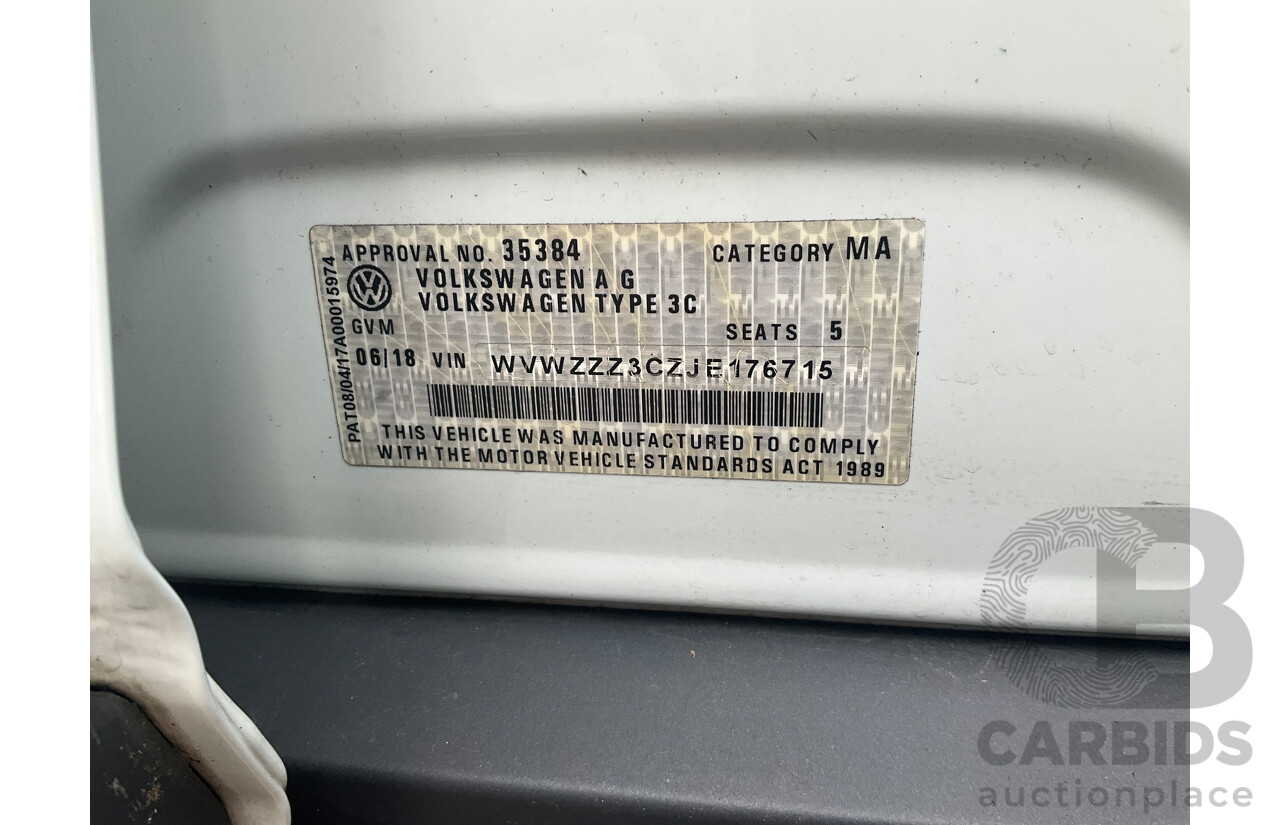 APPROVAL NO. 35384 CATEGORY MA
VOLKSWAGEN A G
VOLKSWAGEN TYPE 3C
GVM SEATS 5
06/18 VIN WVWZZZ3CZJE176715
THIS VEHICLE WAS MANUFACTURED TO COMPLY
WITH THE MOTOR VEHICLE STANDARDS ACT 1989
PAT08/04/17A00015974
CARBIDS
auctionplace